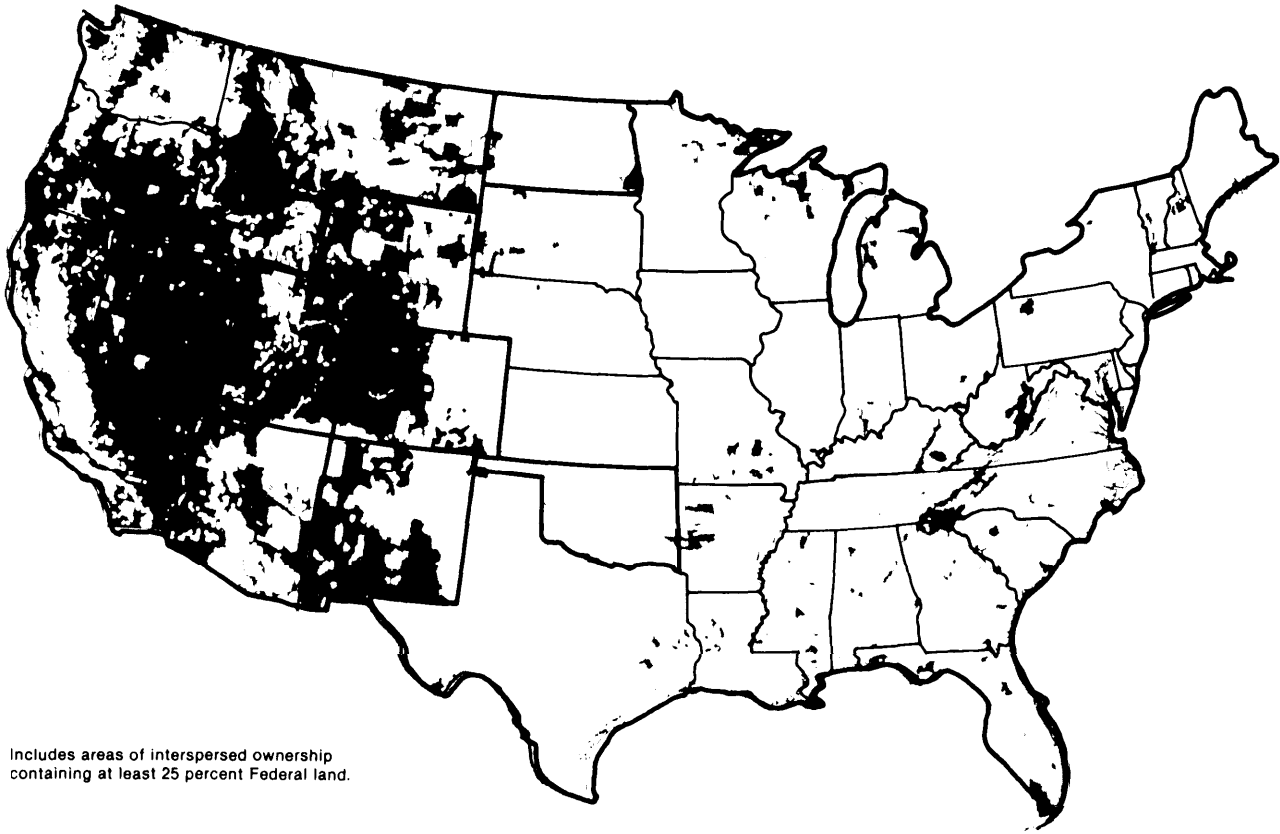 Includes areas of interspersed ownership
containing at least 25 percent Federal land.